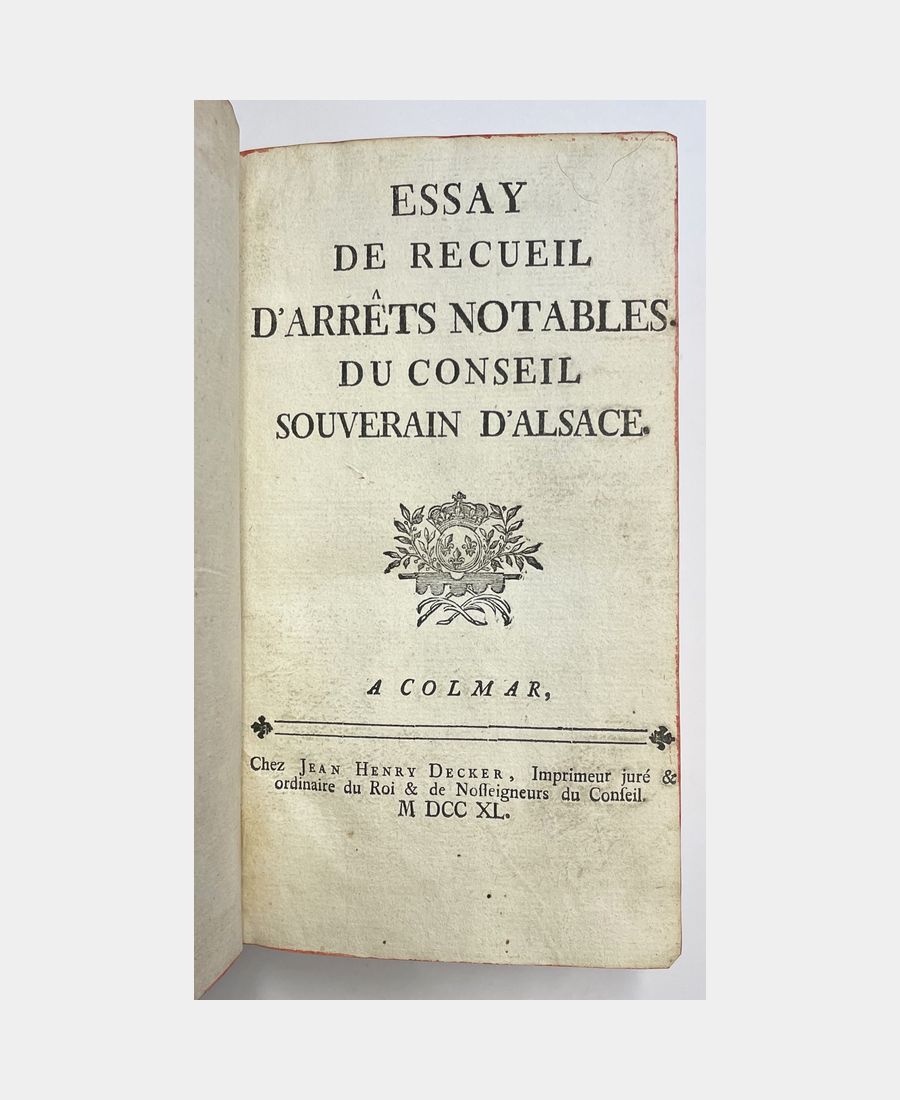 ESSAY
DE RECUEIL
D'ARRÊTS NOTABLES.
DU CONSEIL
SOUVERAIN D'ALSACE.
A COLMAR,
Chez JEAN HENRY DECKER, Imprimeur juré &
ordinaire du Roi & de Noſſeigneurs du Conſeil.
M DCC XL.